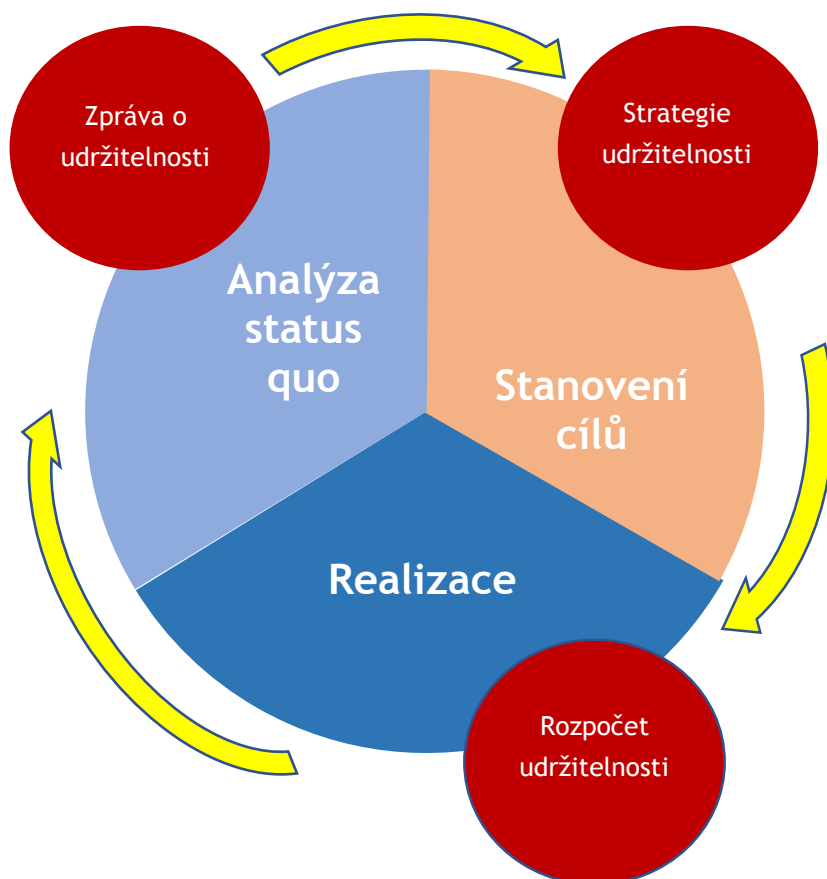 Zpráva o
udržitelnosti
Strategie
udržitelnosti
Analýza
status
quo
Stanovení
cílů
Realizace
Rozpočet
udržitelnosti